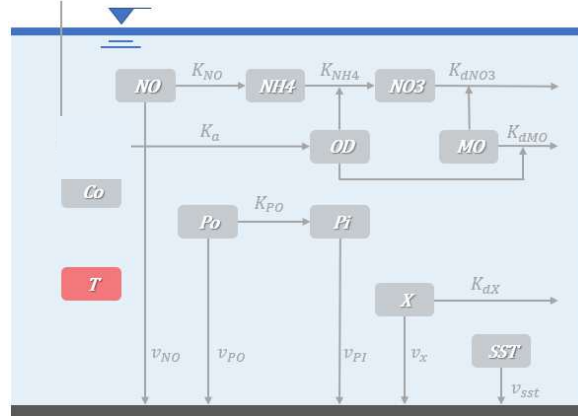 K_NO K_NH4 K_dNO3
NO NH4 NO3
K_a K_dMO
OD MO
Co
K_PO
Po Pi
T
X K_dX
v_NO v_PO v_PI v_x SST
v_sst